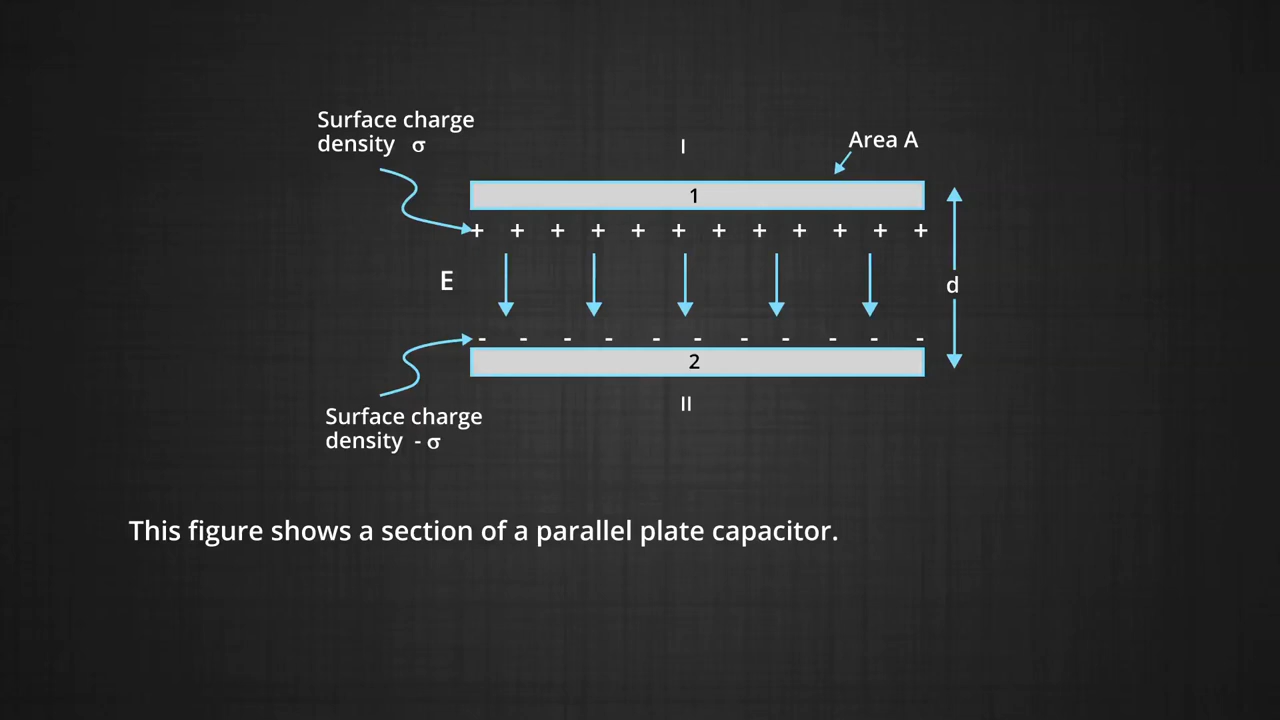 Surface charge
density σ
I
Area A
1
+ + + + + + + + + + + +
E
d
- - - - - - - - - - -
2
II
Surface charge
density - σ
This figure shows a section of a parallel plate capacitor.